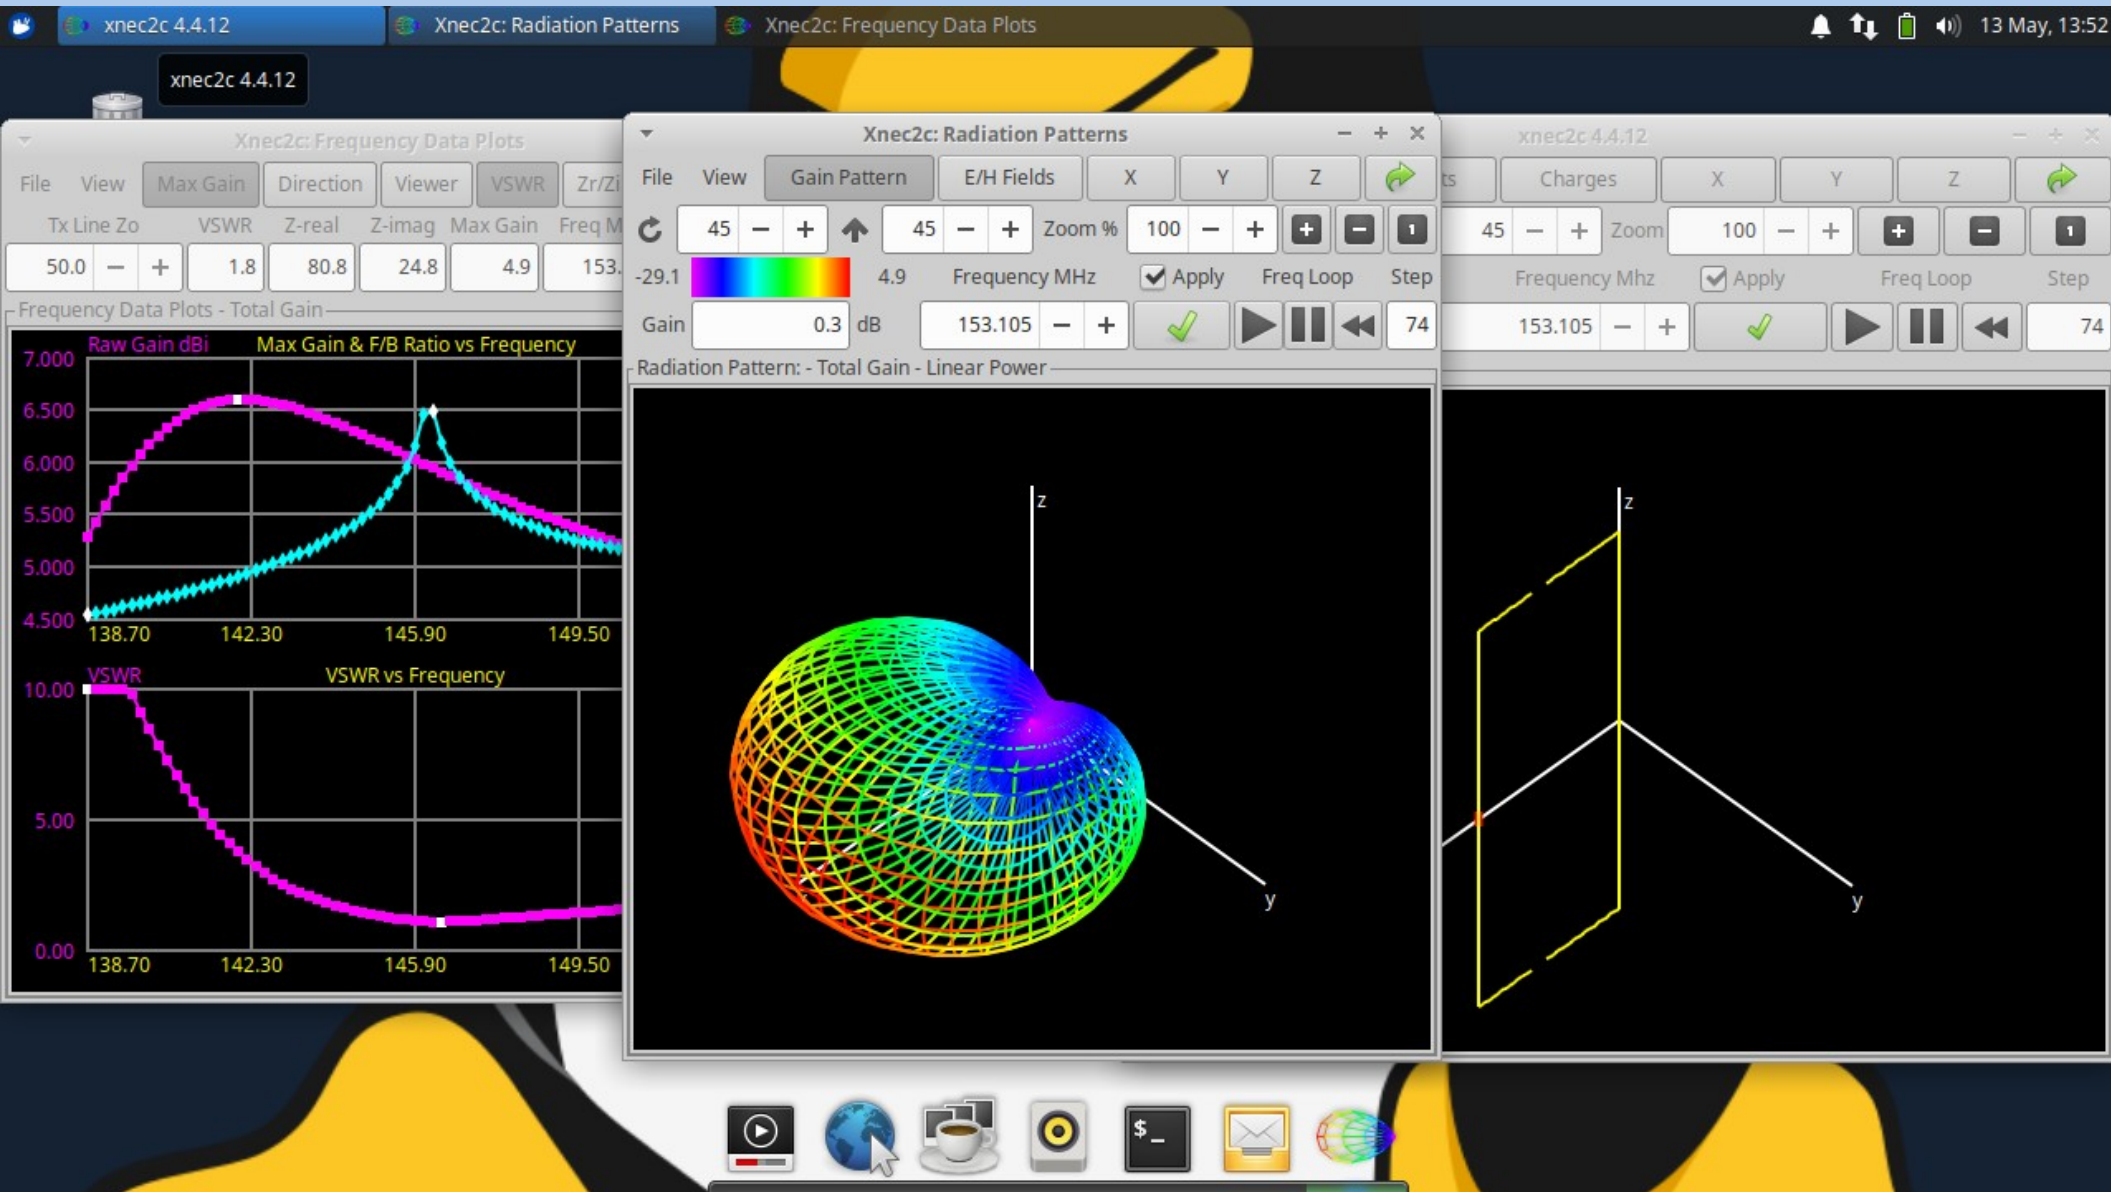 xnec2c 4.4.12
Xnec2c: Radiation Patterns
Xnec2c: Frequency Data Plots
13 May, 13:52
xnec2c 4.4.12
Xnec2c: Frequency Data Plots
File View Max Gain Direction Viewer VSWR Zr/Zi
Tx Line Zo VSWR Z-real Z-imag Max Gain Freq M
50.0 − + 1.8 80.8 24.8 4.9 153.
Frequency Data Plots - Total Gain
Raw Gain dBi Max Gain & F/B Ratio vs Frequency
7.000
6.500
6.000
5.500
5.000
4.500
138.70 142.30 145.90 149.50
VSWR VSWR vs Frequency
10.00
5.00
0.00
138.70 142.30 145.90 149.50
Xnec2c: Radiation Patterns
File View Gain Pattern E/H Fields X Y Z
45 − + 45 − + Zoom % 100 − + + − 1
-29.1 4.9 Frequency MHz Apply Freq Loop Step
Gain 0.3 dB 153.105 − + 74
Radiation Pattern: - Total Gain - Linear Power
z
y
xnec2c 4.4.12
ts Charges X Y Z
45 − + Zoom 100 − + + − 1
Frequency Mhz Apply Freq Loop Step
153.105 − + 74
z
y
$_